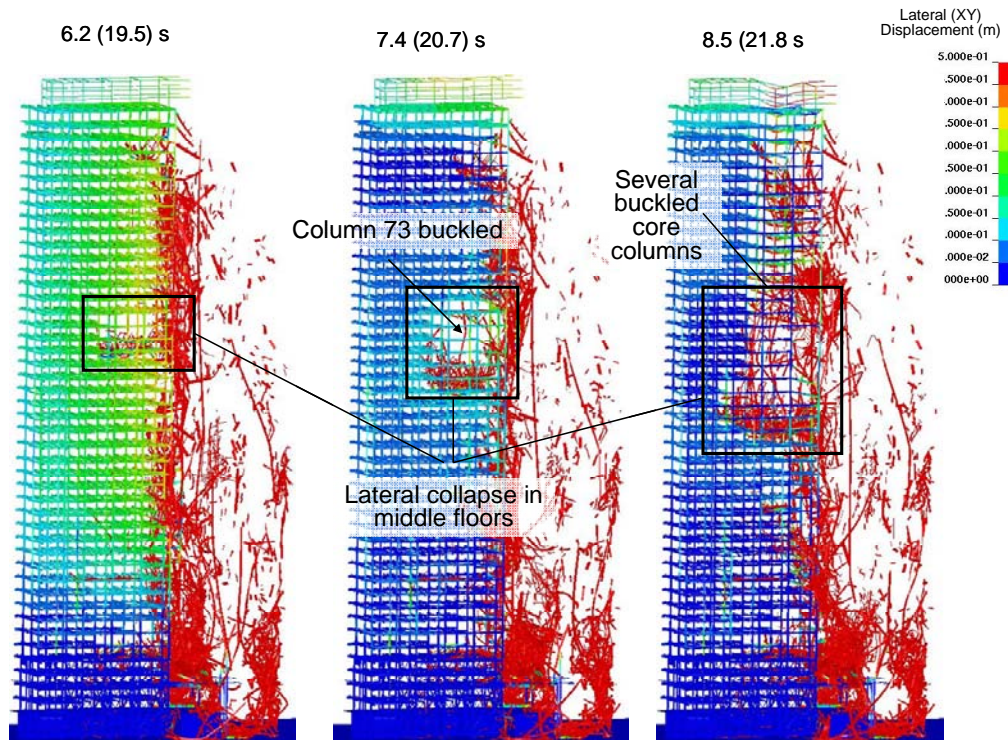 6.2 (19.5) s
7.4 (20.7) s
8.5 (21.8 s
Lateral (XY)
Displacement (m)
5.000e-01
.500e-01
.000e-01
.500e-01
.000e-01
.500e-01
.000e-01
.500e-01
.000e-01
.000e-02
000e+00
Column 73 buckled
Several
buckled
core
columns
Lateral collapse in
middle floors